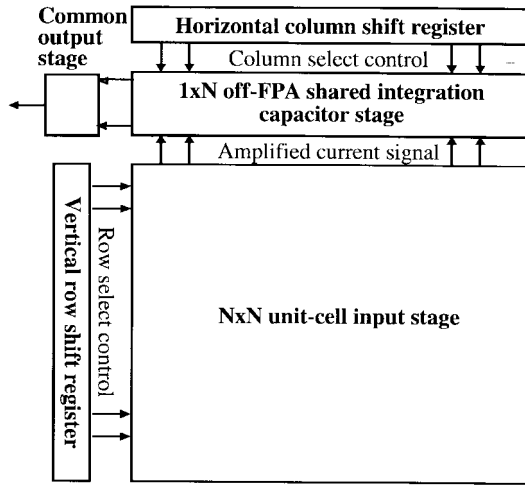 Common
output
stage
Horizontal column shift register
Column select control
1xN off-FPA shared integration
capacitor stage
Amplified current signal
Vertical row shift
register
Row select control
NxN unit-cell input stage